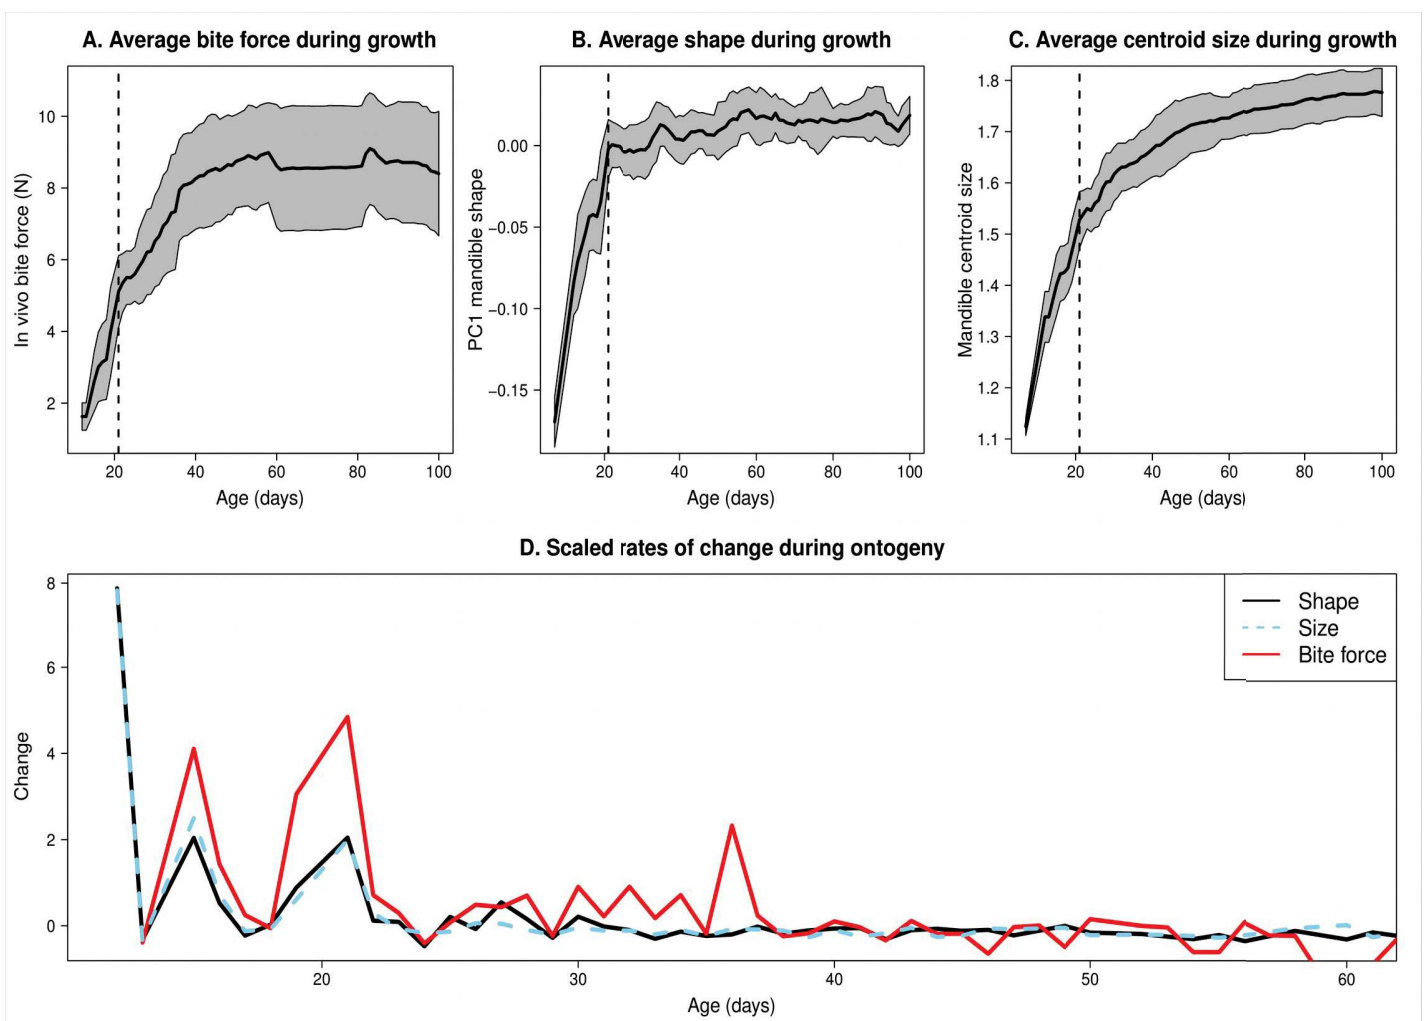 A. Average bite force during growth
B. Average shape during growth
C. Average centroid size during growth
In vivo bite force (N)
10
8
6
4
2
20 40 60 80 100
Age (days)
PC1 mandible shape
0.00
−0.05
−0.10
−0.15
20 40 60 80 100
Age (days)
Mandible centroid size
1.8
1.7
1.6
1.5
1.4
1.3
1.2
1.1
20 40 60 80 100
Age (days)
D. Scaled rates of change during ontogeny
Change
8
6
4
2
0
Shape
Size
Bite force
20 30 40 50 60
Age (days)